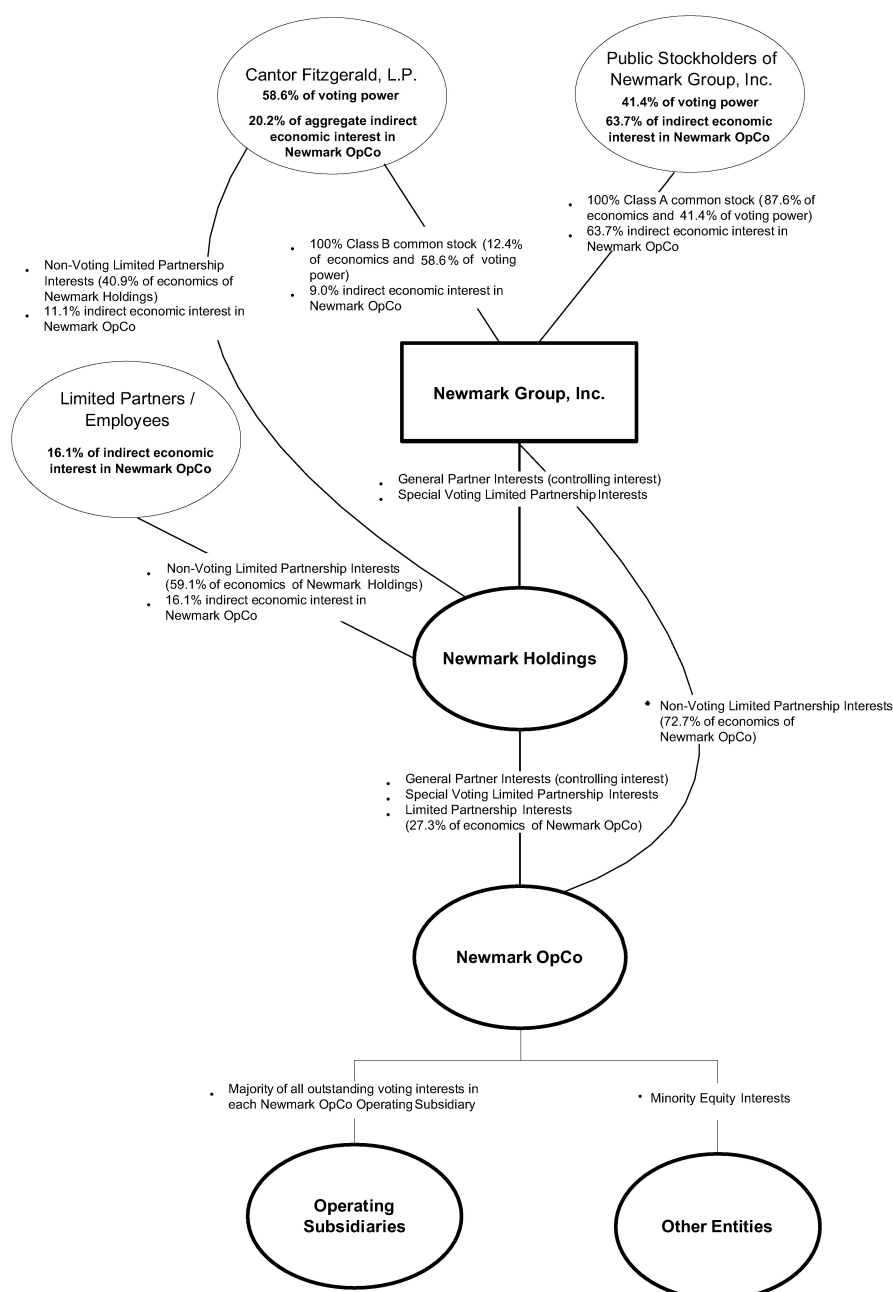 Cantor Fitzgerald, L.P.
58.6% of voting power
20.2% of aggregate indirect
economic interest in
Newmark OpCo
Public Stockholders of
Newmark Group, Inc.
41.4% of voting power
63.7% of indirect economic
interest in Newmark OpCo
• 100% Class A common stock (87.6% of
economics and 41.4% of voting power)
• 63.7% indirect economic interest in
Newmark OpCo
• 100% Class B common stock (12.4%
of economics and 58.6% of voting
power)
• 9.0% indirect economic interest in
Newmark OpCo
• Non-Voting Limited Partnership
Interests (40.9% of economics of
Newmark Holdings)
• 11.1% indirect economic interest in
Newmark OpCo
Newmark Group, Inc.
Limited Partners /
Employees
16.1% of indirect economic
interest in Newmark OpCo
• General Partner Interests (controlling interest)
• Special Voting Limited Partnership Interests
• Non-Voting Limited Partnership Interests
(59.1% of economics of Newmark Holdings)
• 16.1% indirect economic interest in
Newmark OpCo
Newmark Holdings
• Non-Voting Limited Partnership Interests
(72.7% of economics of
Newmark OpCo)
• General Partner Interests (controlling interest)
• Special Voting Limited Partnership Interests
• Limited Partnership Interests
(27.3% of economics of Newmark OpCo)
Newmark OpCo
• Majority of all outstanding voting interests in
each Newmark OpCo Operating Subsidiary
• Minority Equity Interests
Operating
Subsidiaries
Other Entities